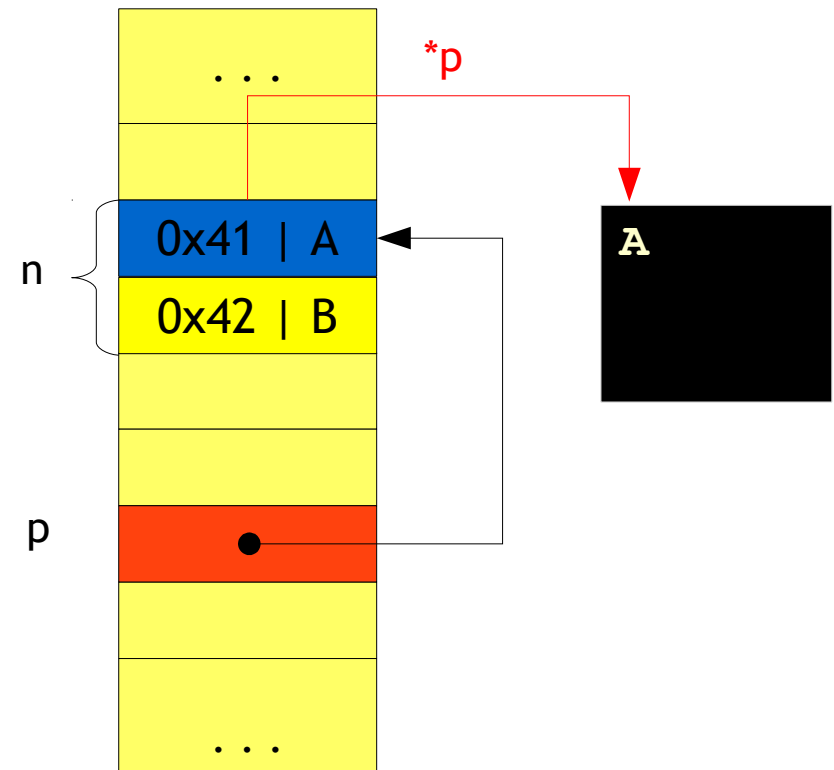 . . .
*p
0x41 | A
A
n
0x42 | B
p
. . .